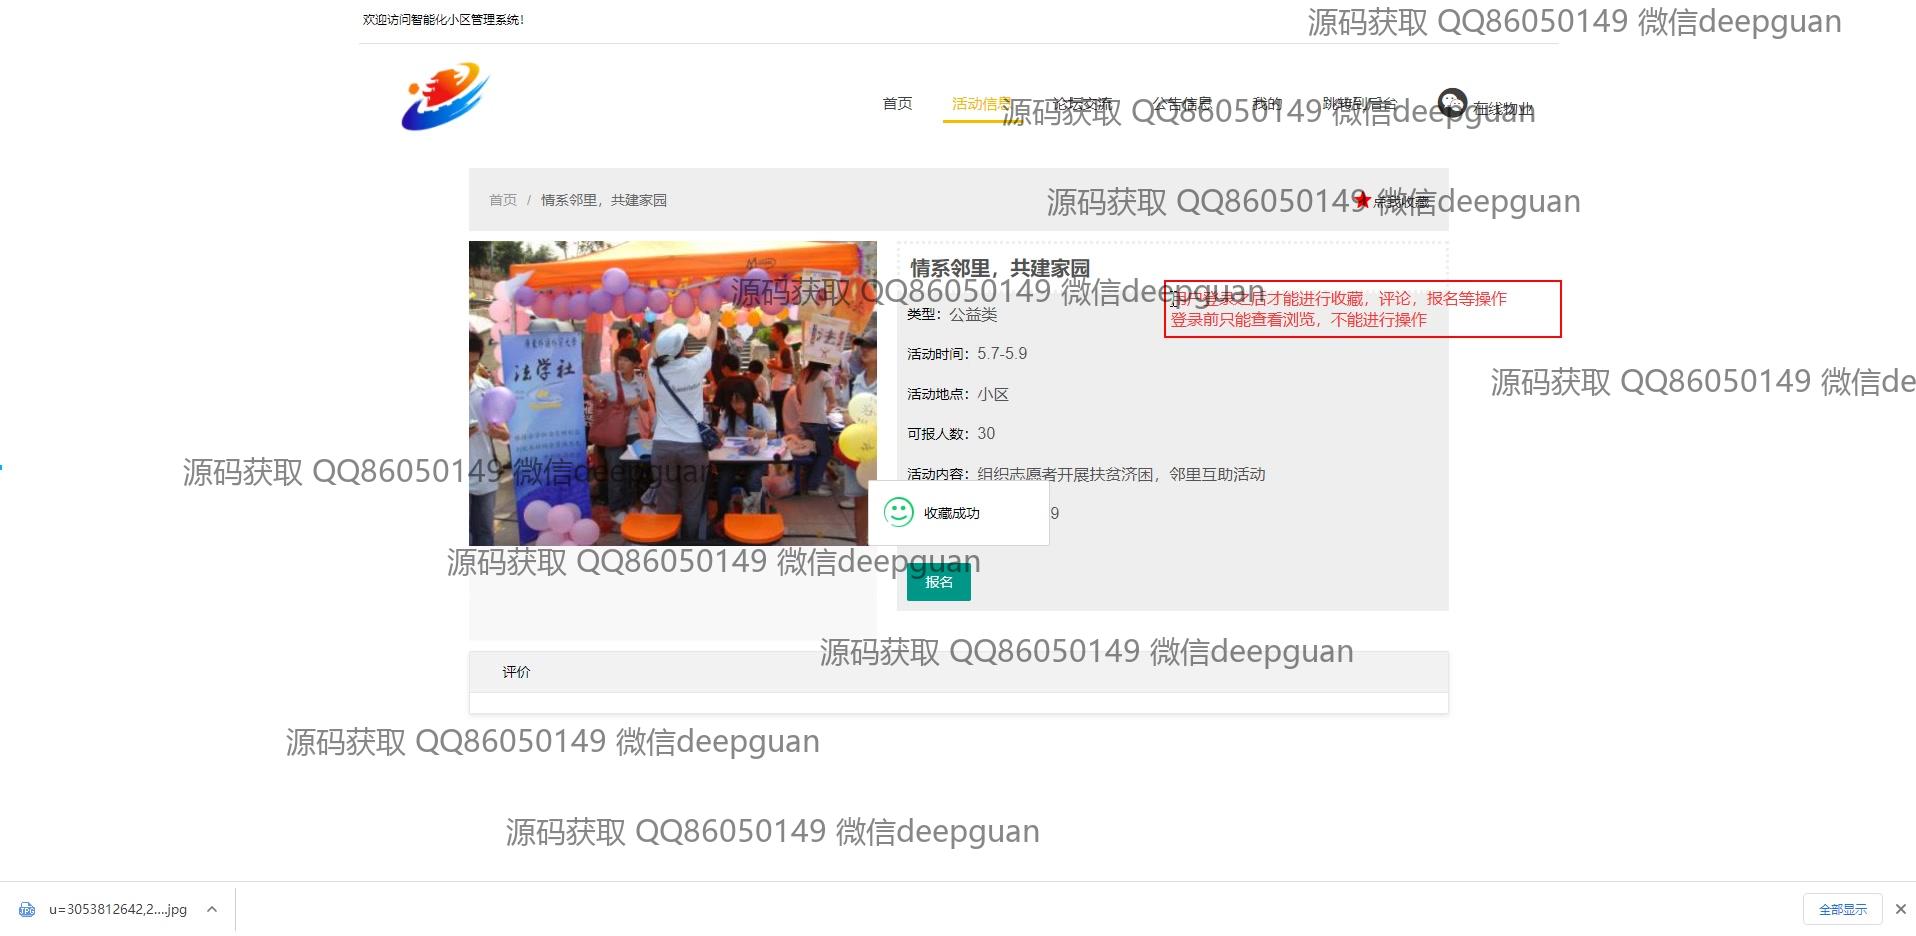 欢迎访问智能化小区管理系统!
源码获取 QQ86050149 微信deepguan
首页
活动信息
论坛交流
公告信息
我的
跳转到后台
在线物业
源码获取 QQ86050149 微信deepguan
首页 / 情系邻里，共建家园
点我收藏
源码获取 QQ86050149 微信deepguan
情系邻里，共建家园
源码获取 QQ86050149 微信deepguan
用户登录之后才能进行收藏，评论，报名等操作
登录前只能查看浏览，不能进行操作
类型：公益类
活动时间：5.7-5.9
源码获取 QQ86050149 微信de
法学社
活动地点：小区
可报人数：30
源码获取 QQ86050149 微信deepguan
活动内容：组织志愿者开展扶贫济困，邻里互助活动
收藏成功
9
源码获取 QQ86050149 微信deepguan
报名
源码获取 QQ86050149 微信deepguan
评价
源码获取 QQ86050149 微信deepguan
源码获取 QQ86050149 微信deepguan
u=3053812642,2....jpg
全部显示